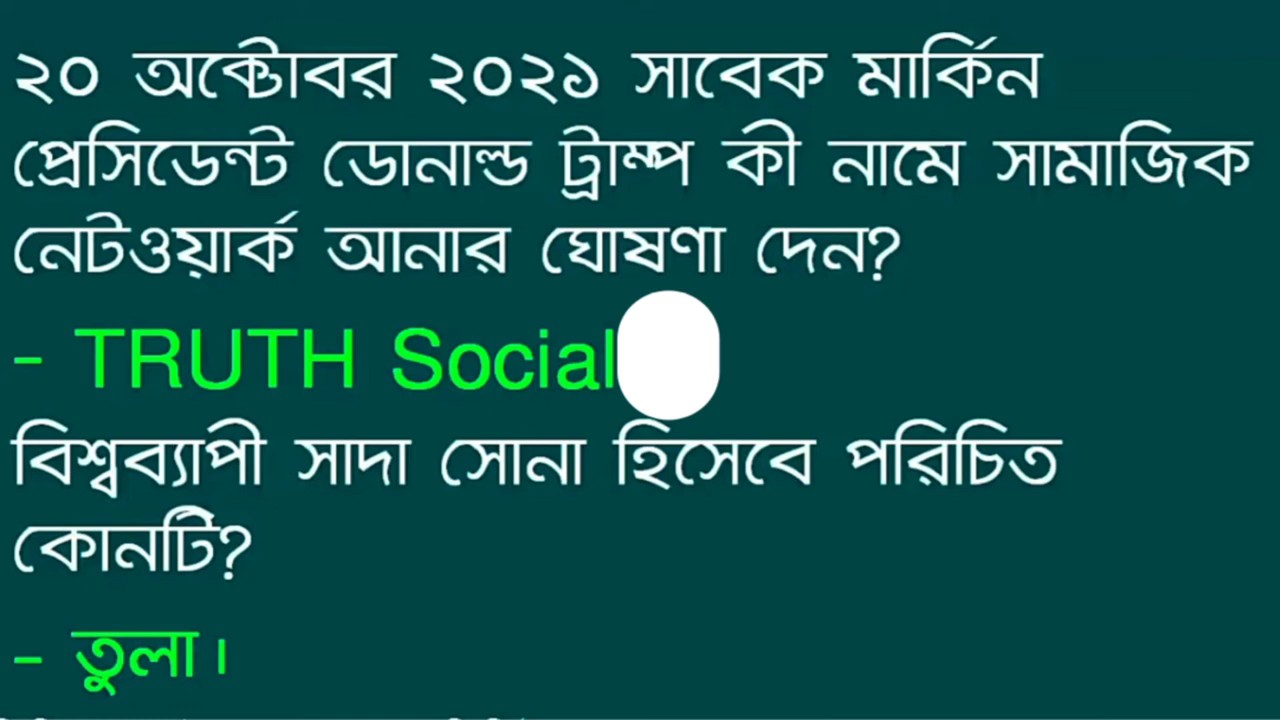 ২০ অক্টোবর ২০২১ সাবেক মার্কিন
প্রেসিডেন্ট ডোনাল্ড ট্রাম্প কী নামে সামাজিক
নেটওয়ার্ক আনার ঘোষণা দেন?
- TRUTH Social
বিশ্বব্যাপী সাদা সোনা হিসেবে পরিচিত
কোনটি?
- তুলা।